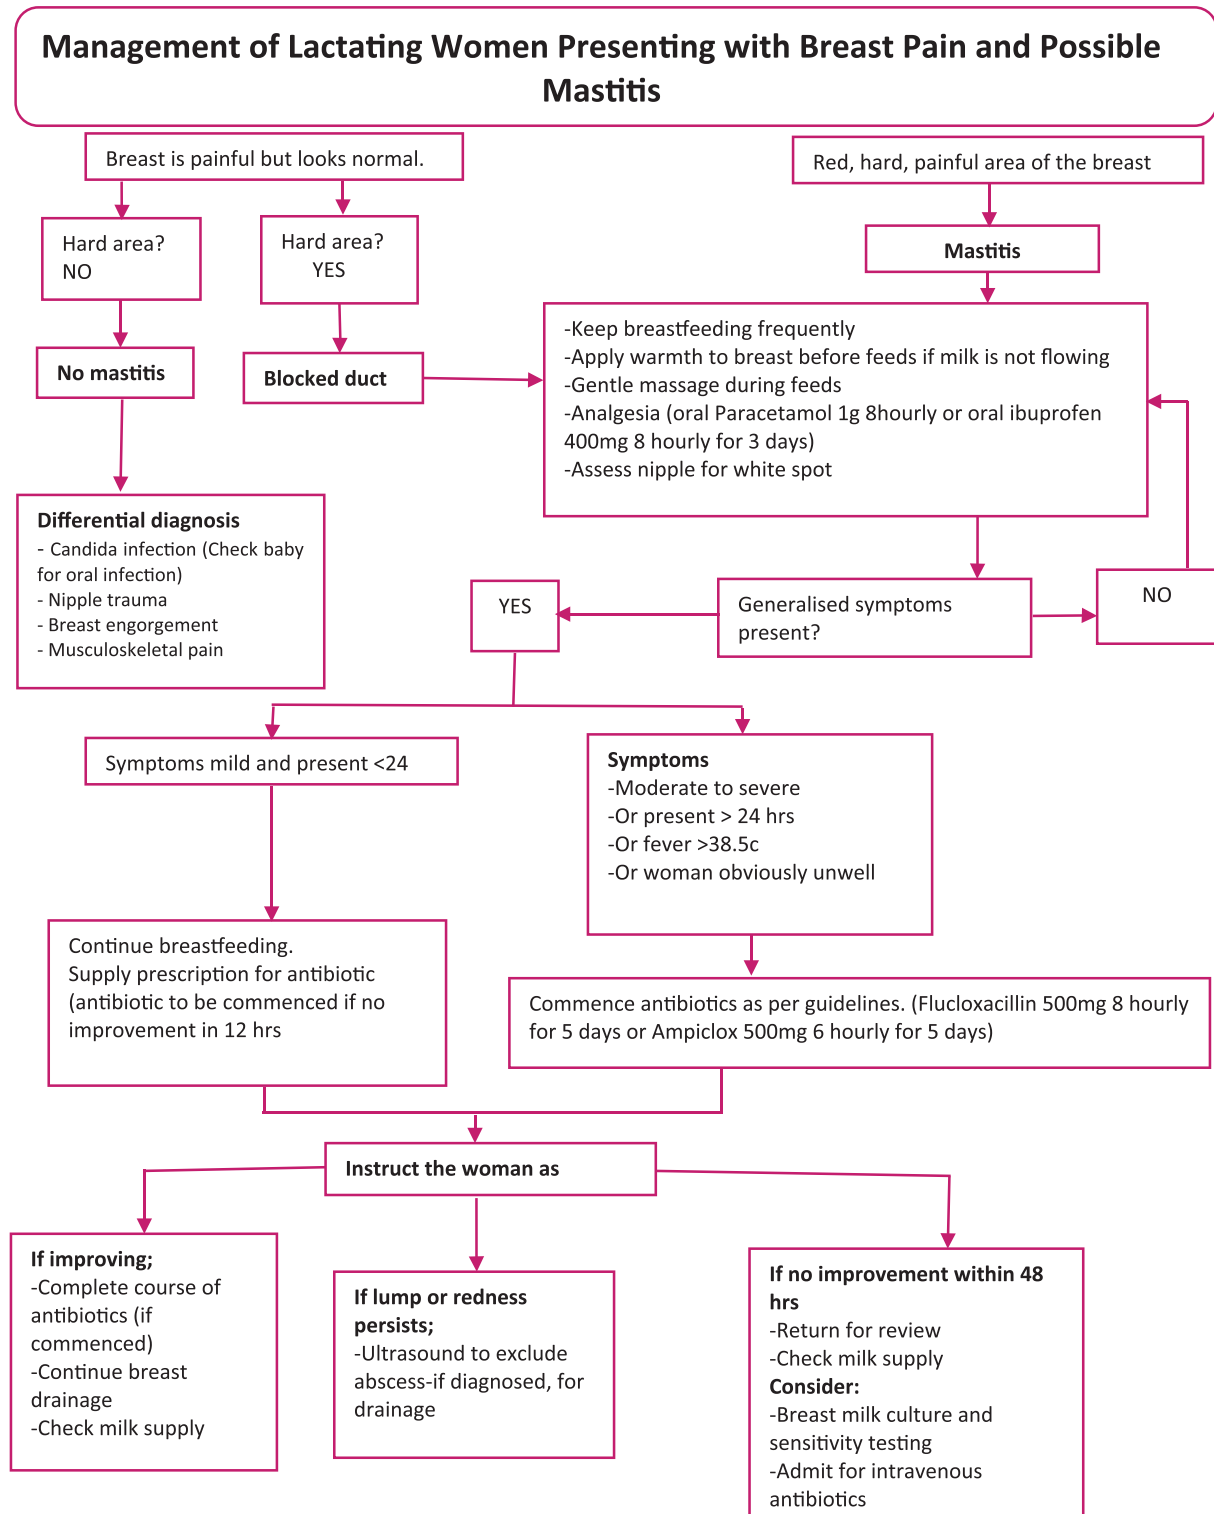 Management of Lactating Women Presenting with Breast Pain and Possible
Mastitis
Breast is painful but looks normal.
Red, hard, painful area of the breast
Hard area?
NO
Hard area?
YES
Mastitis
No mastitis
Blocked duct
-Keep breastfeeding frequently
-Apply warmth to breast before feeds if milk is not flowing
-Gentle massage during feeds
-Analgesia (oral Paracetamol 1g 8hourly or oral ibuprofen
400mg 8 hourly for 3 days)
-Assess nipple for white spot
Differential diagnosis
- Candida infection (Check baby
for oral infection)
- Nipple trauma
- Breast engorgement
- Musculoskeletal pain
YES
Generalised symptoms
present?
NO
Symptoms mild and present <24
Symptoms
-Moderate to severe
-Or present > 24 hrs
-Or fever >38.5c
-Or woman obviously unwell
Continue breastfeeding.
Supply prescription for antibiotic
(antibiotic to be commenced if no
improvement in 12 hrs
Commence antibiotics as per guidelines. (Flucloxacillin 500mg 8 hourly
for 5 days or Ampiclox 500mg 6 hourly for 5 days)
Instruct the woman as
If improving;
-Complete course of
antibiotics (if
commenced)
-Continue breast
drainage
-Check milk supply
If lump or redness
persists;
-Ultrasound to exclude
abscess-if diagnosed, for
drainage
If no improvement within 48
hrs
-Return for review
-Check milk supply
Consider:
-Breast milk culture and
sensitivity testing
-Admit for intravenous
antibiotics